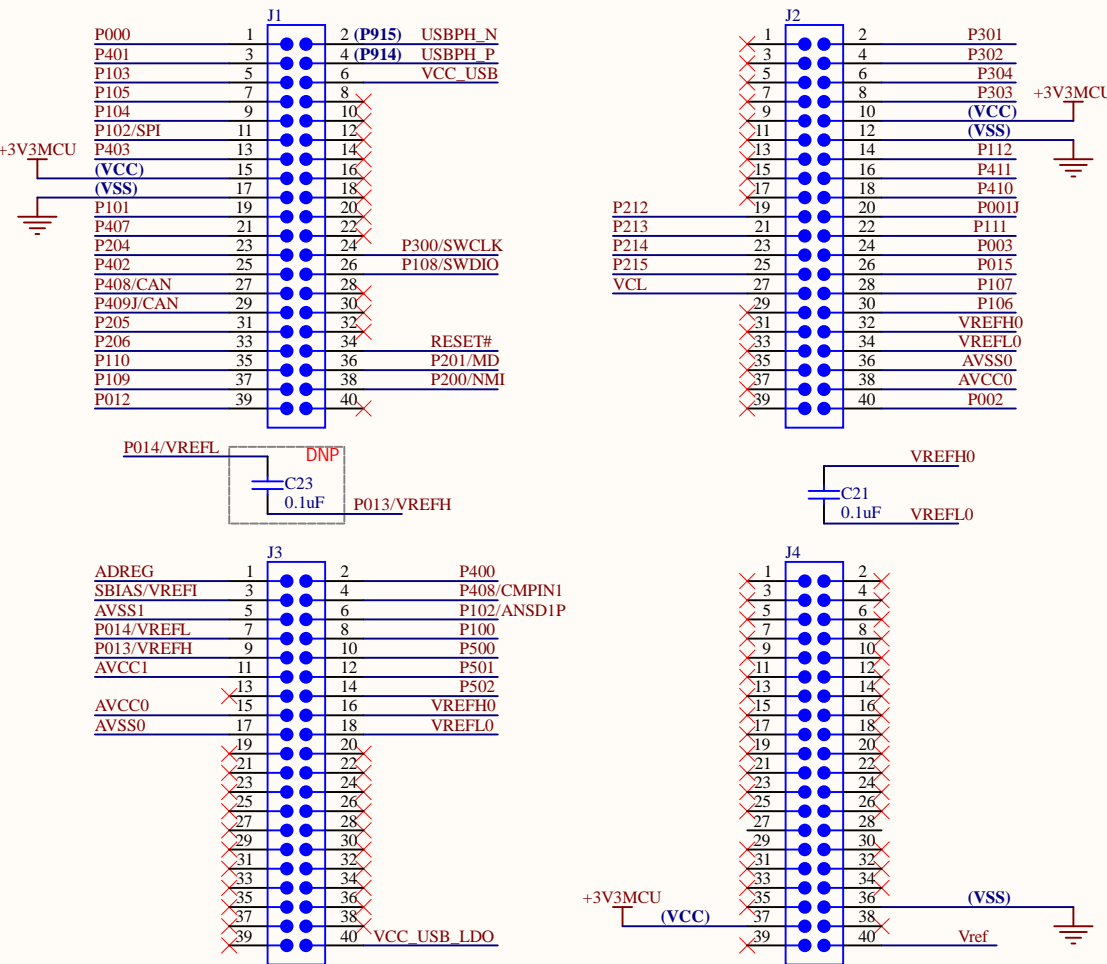 J1
P000 1 2 (P915) USBPH_N
P401 3 4 (P914) USBPH_P
P103 5 6 VCC_USB
P105 7 8
P104 9 10
P102/SPI 11 12
P403 13 14
+3V3MCU
(VCC) 15 16
(VSS) 17 18
P101 19 20
P407 21 22
P204 23 24 P300/SWCLK
P402 25 26 P108/SWDIO
P408/CAN 27 28
P409J/CAN 29 30
P205 31 32
P206 33 34 RESET#
P110 35 36 P201/MD
P109 37 38 P200/NMI
P012 39 40
J2
1 2 P301
3 4 P302
5 6 P304
7 8 P303
+3V3MCU
9 10 (VCC)
11 12 (VSS)
13 14 P112
15 16 P411
17 18 P410
P212 19 20 P001J
P213 21 22 P111
P214 23 24 P003
P215 25 26 P015
VCL 27 28 P107
29 30 P106
31 32 VREFH0
33 34 VREFL0
35 36 AVSS0
37 38 AVCC0
39 40 P002
P014/VREFL
DNP
C23
0.1uF
P013/VREFH
VREFH0
C21
0.1uF
VREFL0
J3
ADREG 1 2 P400
SBIAS/VREFI 3 4 P408/CMPIN1
AVSS1 5 6 P102/ANSD1P
P014/VREFL 7 8 P100
P013/VREFH 9 10 P500
AVCC1 11 12 P501
13 14 P502
AVCC0 15 16 VREFH0
AVSS0 17 18 VREFL0
19 20
21 22
23 24
25 26
27 28
29 30
31 32
33 34
35 36
37 38
39 40 VCC_USB_LDO
J4
1 2
3 4
5 6
7 8
9 10
11 12
13 14
15 16
17 18
19 20
21 22
23 24
25 26
27 28
29 30
31 32
33 34
35 36 (VSS)
+3V3MCU
(VCC) 37 38
39 40 Vref